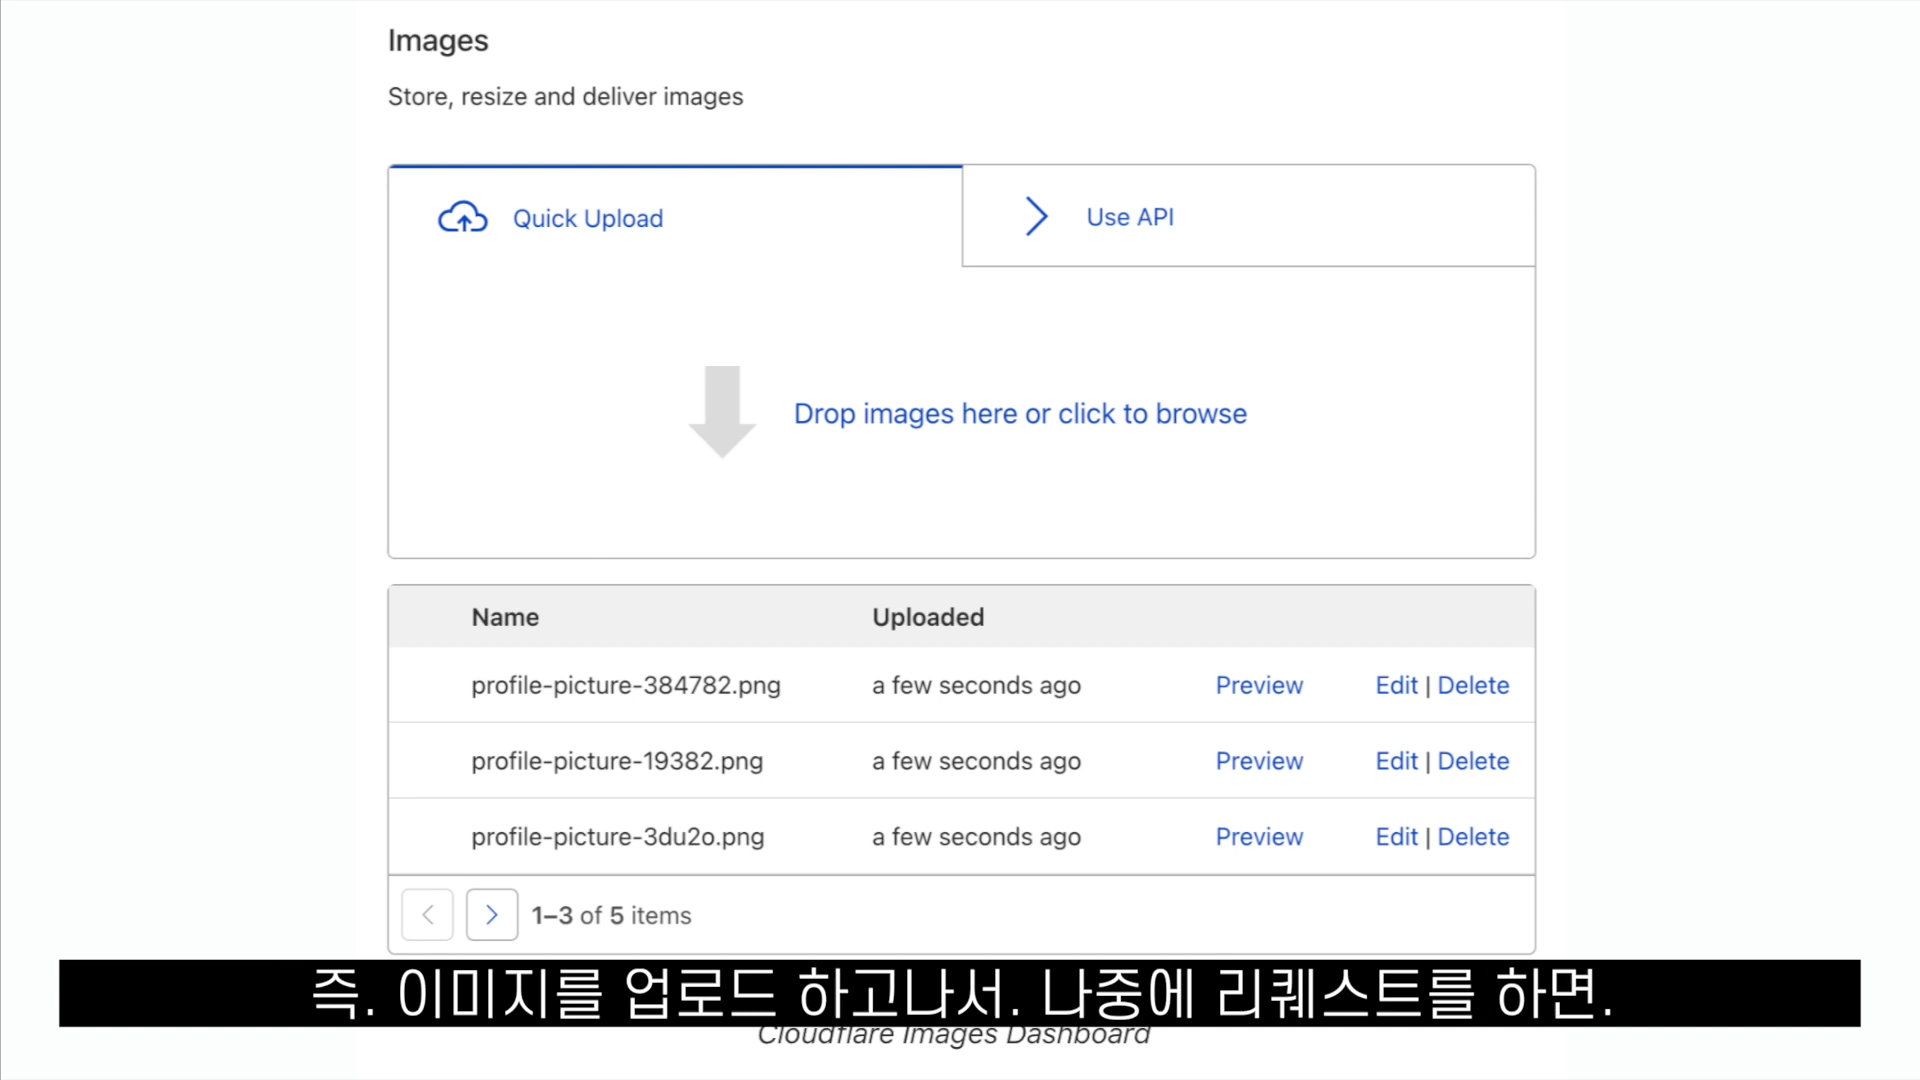 Images
Store, resize and deliver images
Quick Upload
Use API
Drop images here or click to browse
Name Uploaded
profile-picture-384782.png a few seconds ago Preview Edit | Delete
profile-picture-19382.png a few seconds ago Preview Edit | Delete
profile-picture-3du2o.png a few seconds ago Preview Edit | Delete
1–3 of 5 items
즉. 이미지를 업로드 하고나서. 나중에 리퀘스트를 하면.
Cloudflare Images Dashboard